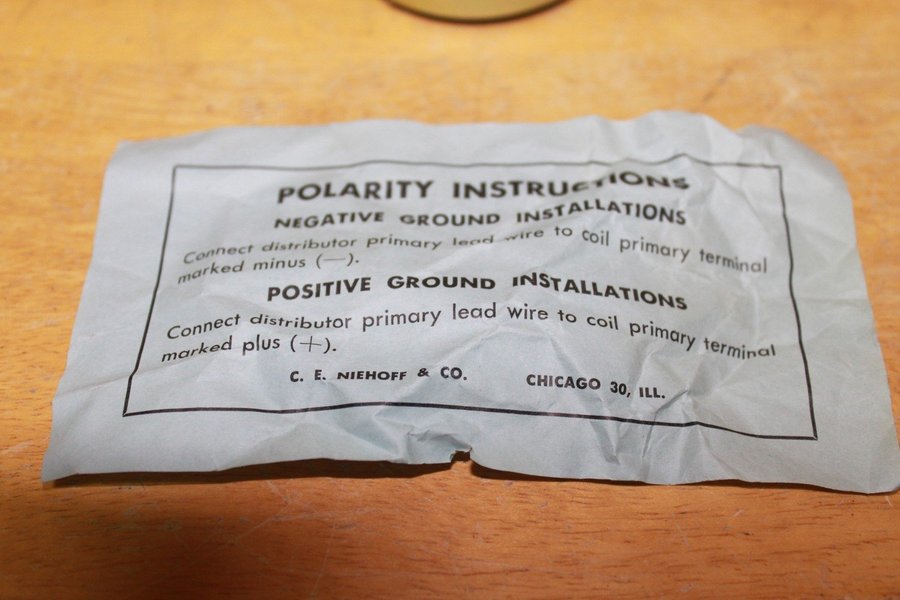 POLARITY INSTRUCTIONS
NEGATIVE GROUND INSTALLATIONS
Connect distributor primary lead wire to coil primary terminal
marked minus (—).
POSITIVE GROUND INSTALLATIONS
Connect distributor primary lead wire to coil primary terminal
marked plus (+).
C. E. NIEHOFF & CO. CHICAGO 30, ILL.